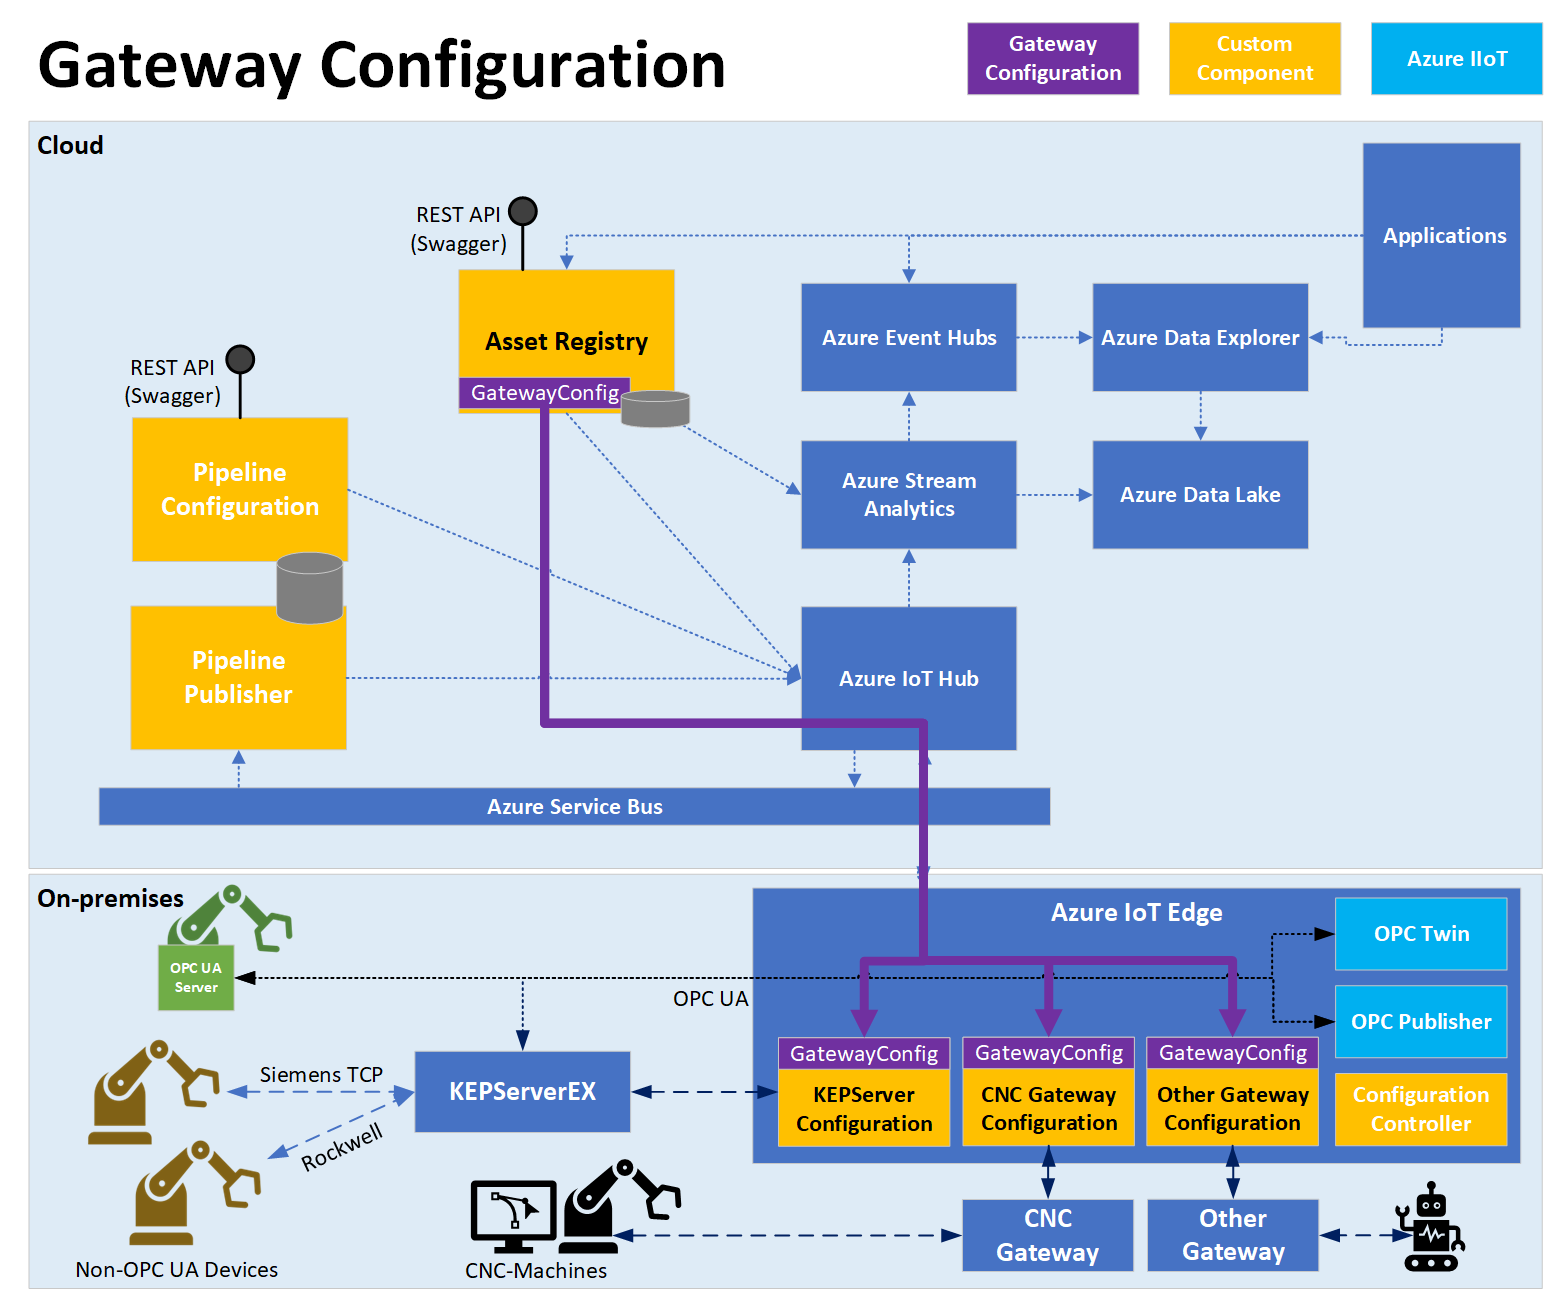 Gateway Configuration
Gateway
Configuration
Custom
Component
Azure IIoT
Cloud
REST API
(Swagger)
Applications
Asset Registry
GatewayConfig
Azure Event Hubs
Azure Data Explorer
REST API
(Swagger)
Pipeline
Configuration
Azure Stream
Analytics
Azure Data Lake
Pipeline
Publisher
Azure IoT Hub
Azure Service Bus
On-premises
Azure IoT Edge
OPC Twin
OPC UA
Server
OPC UA
OPC Publisher
GatewayConfig
GatewayConfig
GatewayConfig
Siemens TCP
KEPServerEX
KEPServer
Configuration
CNC Gateway
Configuration
Other Gateway
Configuration
Configuration
Controller
Rockwell
CNC
Gateway
Other
Gateway
Non-OPC UA Devices
CNC-Machines